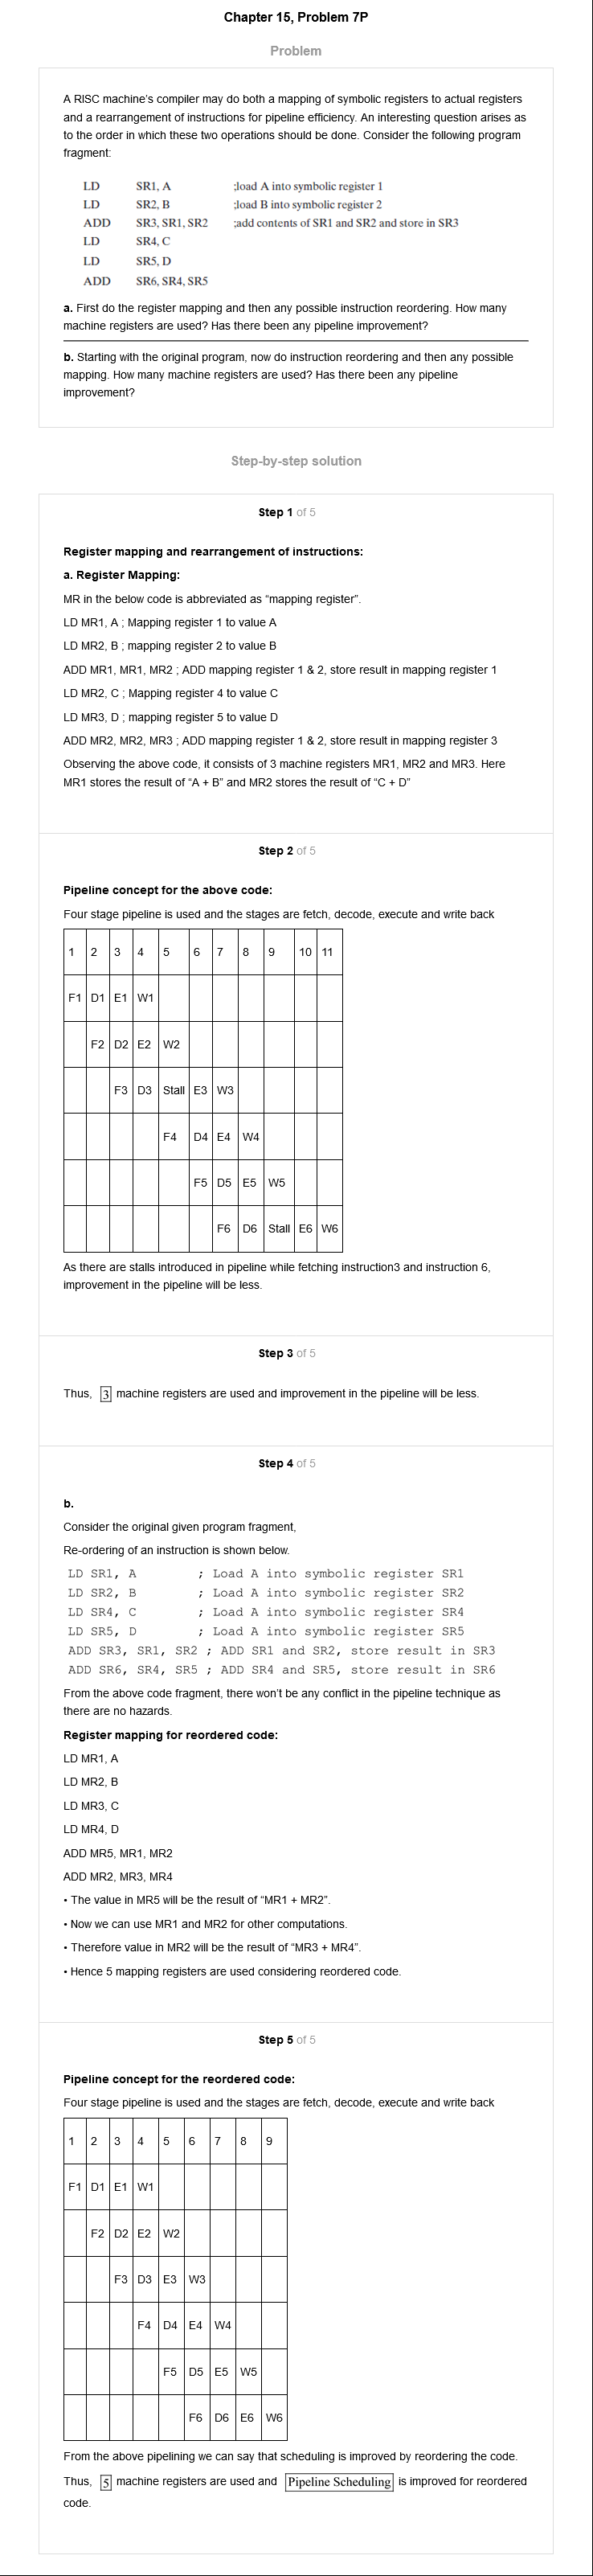 Chapter 15, Problem 7P
Problem
A RISC machine's compiler may do both a mapping of symbolic registers to actual registers
and a rearrangement of instructions for pipeline efficiency. An interesting question arises as
to the order in which these two operations should be done. Consider the following program
fragment:
LD SR1, A ;load A into symbolic register 1
LD SR2, B ;load B into symbolic register 2
ADD SR3, SR1, SR2 ;add contents of SR1 and SR2 and store in SR3
LD SR4, C
LD SR5, D
ADD SR6, SR4, SR5
a. First do the register mapping and then any possible instruction reordering. How many
machine registers are used? Has there been any pipeline improvement?
b. Starting with the original program, now do instruction reordering and then any possible
mapping. How many machine registers are used? Has there been any pipeline
improvement?
Step-by-step solution
Step 1 of 5
Register mapping and rearrangement of instructions:
a. Register Mapping:
MR in the below code is abbreviated as “mapping register”.
LD MR1, A ; Mapping register 1 to value A
LD MR2, B ; mapping register 2 to value B
ADD MR1, MR1, MR2 ; ADD mapping register 1 & 2, store result in mapping register 1
LD MR2, C ; Mapping register 4 to value C
LD MR3, D ; mapping register 5 to value D
ADD MR2, MR2, MR3 ; ADD mapping register 1 & 2, store result in mapping register 3
Observing the above code, it consists of 3 machine registers MR1, MR2 and MR3. Here
MR1 stores the result of “A + B” and MR2 stores the result of “C + D”
Step 2 of 5
Pipeline concept for the above code:
Four stage pipeline is used and the stages are fetch, decode, execute and write back
1 2 3 4 5 6 7 8 9 10 11
F1 D1 E1 W1
F2 D2 E2 W2
F3 D3 Stall E3 W3
F4 D4 E4 W4
F5 D5 E5 W5
F6 D6 Stall E6 W6
As there are stalls introduced in pipeline while fetching instruction3 and instruction 6,
improvement in the pipeline will be less.
Step 3 of 5
Thus, 3 machine registers are used and improvement in the pipeline will be less.
Step 4 of 5
b.
Consider the original given program fragment,
Re-ordering of an instruction is shown below.
LD SR1, A ; Load A into symbolic register SR1
LD SR2, B ; Load A into symbolic register SR2
LD SR4, C ; Load A into symbolic register SR4
LD SR5, D ; Load A into symbolic register SR5
ADD SR3, SR1, SR2 ; ADD SR1 and SR2, store result in SR3
ADD SR6, SR4, SR5 ; ADD SR4 and SR5, store result in SR6
From the above code fragment, there won't be any conflict in the pipeline technique as
there are no hazards.
Register mapping for reordered code:
LD MR1, A
LD MR2, B
LD MR3, C
LD MR4, D
ADD MR5, MR1, MR2
ADD MR2, MR3, MR4
• The value in MR5 will be the result of “MR1 + MR2”.
• Now we can use MR1 and MR2 for other computations.
• Therefore value in MR2 will be the result of “MR3 + MR4”.
• Hence 5 mapping registers are used considering reordered code.
Step 5 of 5
Pipeline concept for the reordered code:
Four stage pipeline is used and the stages are fetch, decode, execute and write back
1 2 3 4 5 6 7 8 9
F1 D1 E1 W1
F2 D2 E2 W2
F3 D3 E3 W3
F4 D4 E4 W4
F5 D5 E5 W5
F6 D6 E6 W6
From the above pipelining we can say that scheduling is improved by reordering the code.
Thus, 5 machine registers are used and Pipeline Scheduling is improved for reordered
code.